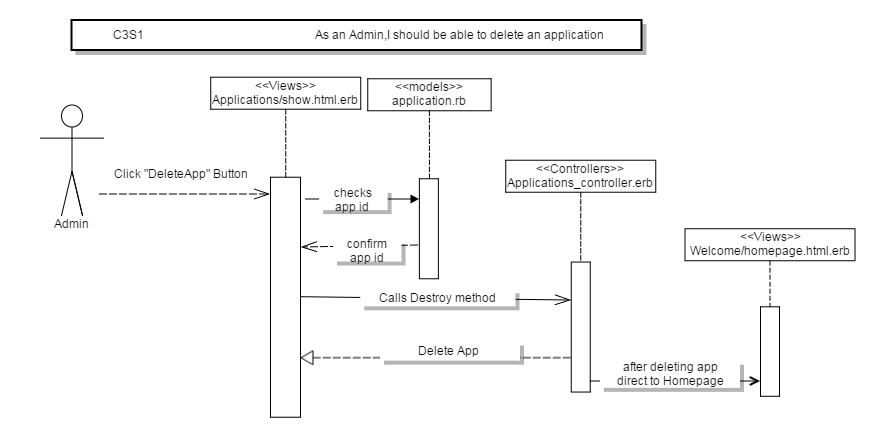 C3S1 As an Admin,I should be able to delete an application
<<Views>>
Applications/show.html.erb
<<models>>
application.rb
Click "DeleteApp" Button
Admin
checks
app id
<<Controllers>>
Applications_controller.erb
confirm
app id
<<Views>>
Welcome/homepage.html.erb
Calls Destroy method
Delete App
after deleting app
direct to Homepage